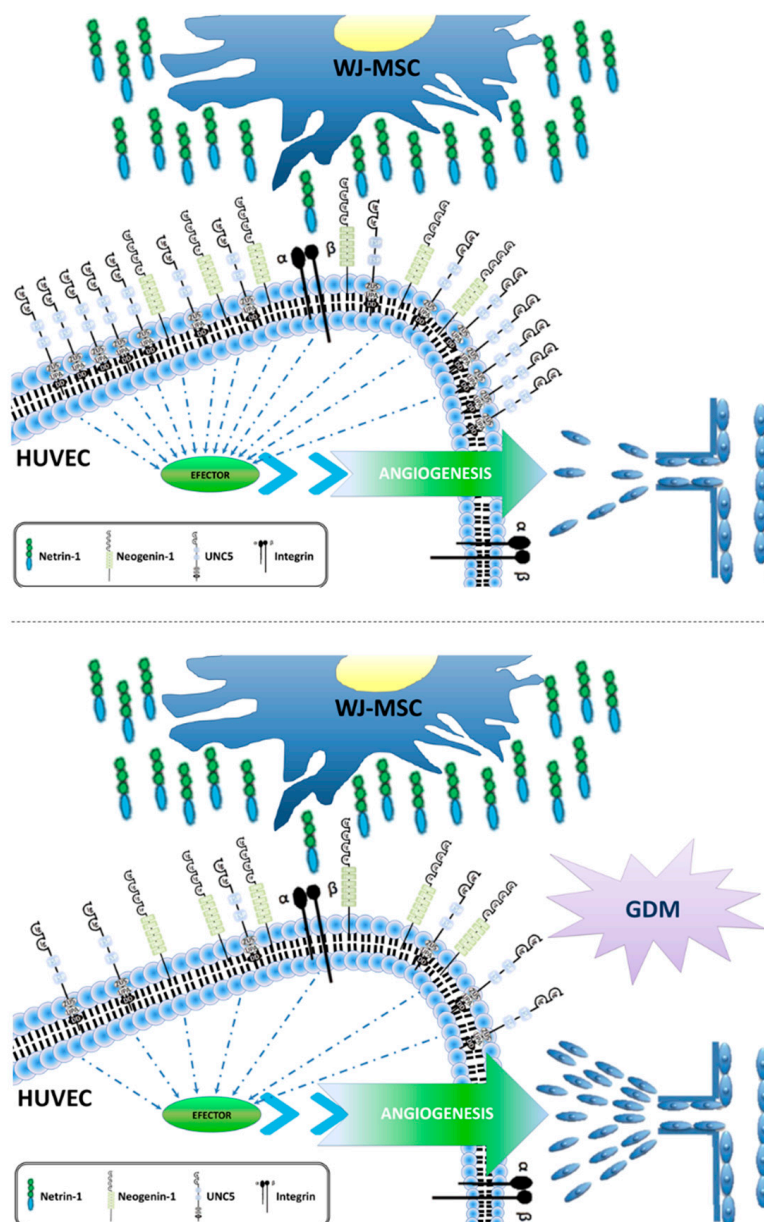 WJ-MSC
α
β
HUVEC
EFECTOR
ANGIOGENESIS
α
β
Netrin-1
Neogenin-1
UNC5
α β
Integrin
WJ-MSC
GDM
α
β
HUVEC
EFECTOR
ANGIOGENESIS
α
β
Netrin-1
Neogenin-1
UNC5
α β
Integrin